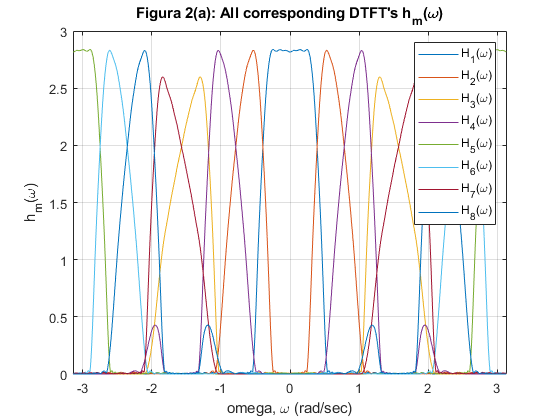 Figura 2(a): All corresponding DTFT's h_m(ω)
3
2.5
2
1.5
1
0.5
0
h_m(ω)
H_1(ω)
H_2(ω)
H_3(ω)
H_4(ω)
H_5(ω)
H_6(ω)
H_7(ω)
H_8(ω)
-3 -2 -1 0 1 2 3
omega, ω (rad/sec)